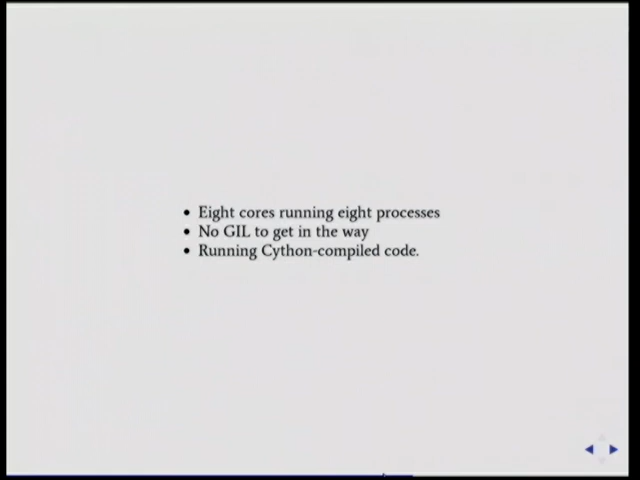 • Eight cores running eight processes
• No GIL to get in the way
• Running Cython-compiled code.